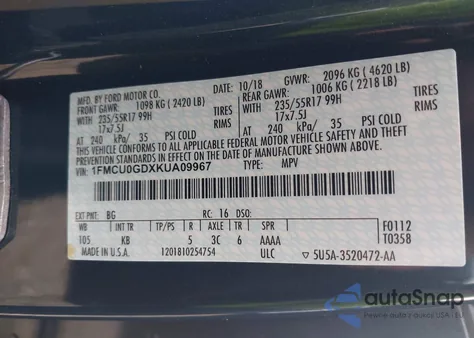 MFD. BY FORD MOTOR CO.
10/18 GVWR: 2096 KG ( 4620 LB)
FRONT GAWR: 1098 KG ( 2420 LB) REAR GAWR: 1006 KG ( 2218 LB)
WITH 235/55R17 99H TIRES WITH 235/55R17 99H TIRES
17x7.5J RIMS 17x7.5J RIMS
AT 240 kPa/ 35 PSI COLD AT 240 kPa/ 35 PSI COLD
THIS VEHICLE CONFORMS TO ALL APPLICABLE FEDERAL MOTOR VEHICLE SAFETY AND THEFT
PREVENTION STANDARDS IN EFFECT ON THE DATE OF MANUFACTURE SHOWN ABOVE.
VIN: 1FMCU0GDXKUA09967 TYPE: MPV
EXT PNT: BG RC: 16 DSO:
WB TP/PS R AXLE TR SPR F0112
105 KB 5 3C 6 AAAA T0358
MADE IN U.S.A. 1201810254754 ULC 5U5A-3520472-AA
autoSnap